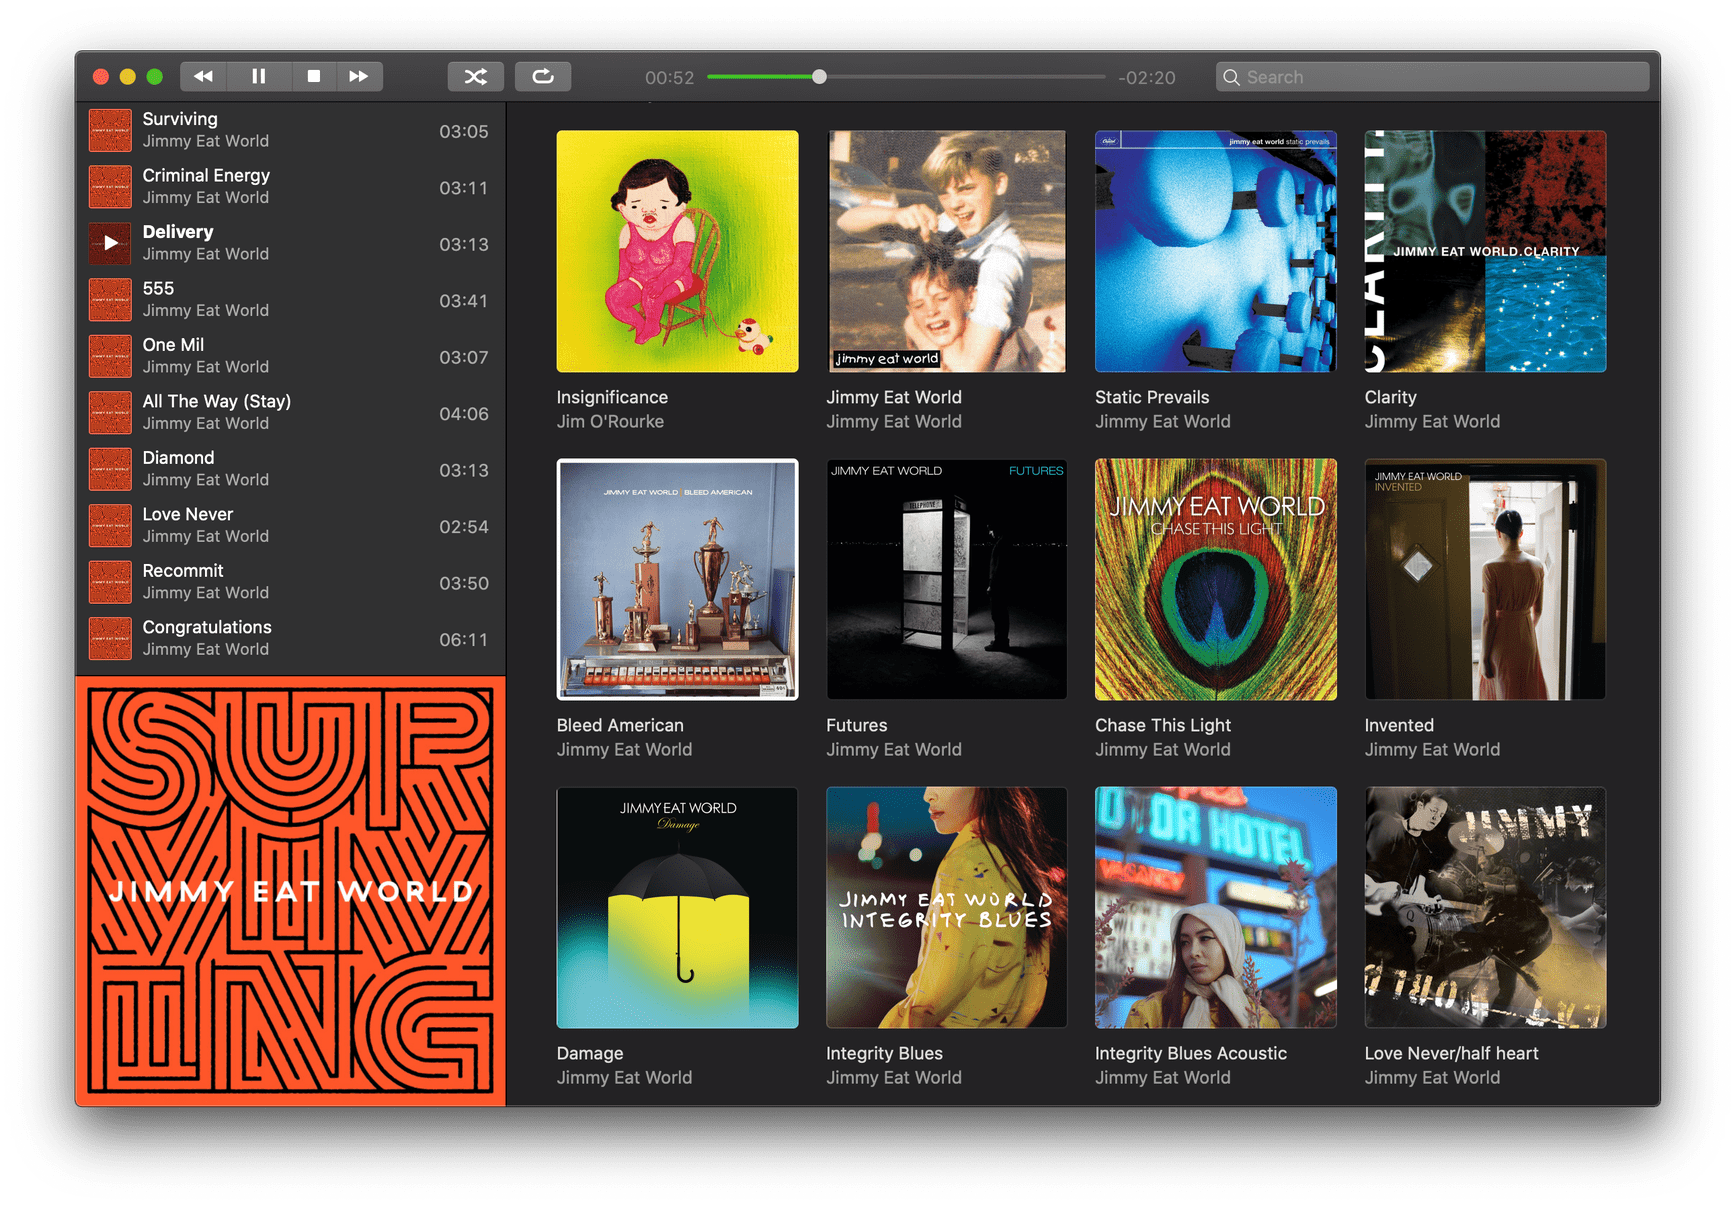 00:52
-02:20
Search
Surviving
Jimmy Eat World
03:05
Criminal Energy
Jimmy Eat World
03:11
Delivery
Jimmy Eat World
03:13
555
Jimmy Eat World
03:41
One Mil
Jimmy Eat World
03:07
All The Way (Stay)
Jimmy Eat World
04:06
Diamond
Jimmy Eat World
03:13
Love Never
Jimmy Eat World
02:54
Recommit
Jimmy Eat World
03:50
Congratulations
Jimmy Eat World
06:11
SURVIVING
JIMMY EAT WORLD
jimmy eat world
jimmy eat world static prevails
CLARITY
JIMMY EAT WORLD.CLARITY
Insignificance
Jim O'Rourke
Jimmy Eat World
Jimmy Eat World
Static Prevails
Jimmy Eat World
Clarity
Jimmy Eat World
JIMMY EAT WORLD BLEED AMERICAN
JIMMY EAT WORLD FUTURES
TELEPHONE
JIMMY EAT WORLD
CHASE THIS LIGHT
JIMMY EAT WORLD
INVENTED
Bleed American
Jimmy Eat World
Futures
Jimmy Eat World
Chase This Light
Jimmy Eat World
Invented
Jimmy Eat World
JIMMY EAT WORLD
Damage
JIMMY EAT WORLD
INTEGRITY BLUES
OR HOTEL
VACANCY
JIMMY
EAT WORLD
Damage
Jimmy Eat World
Integrity Blues
Jimmy Eat World
Integrity Blues Acoustic
Jimmy Eat World
Love Never/half heart
Jimmy Eat World